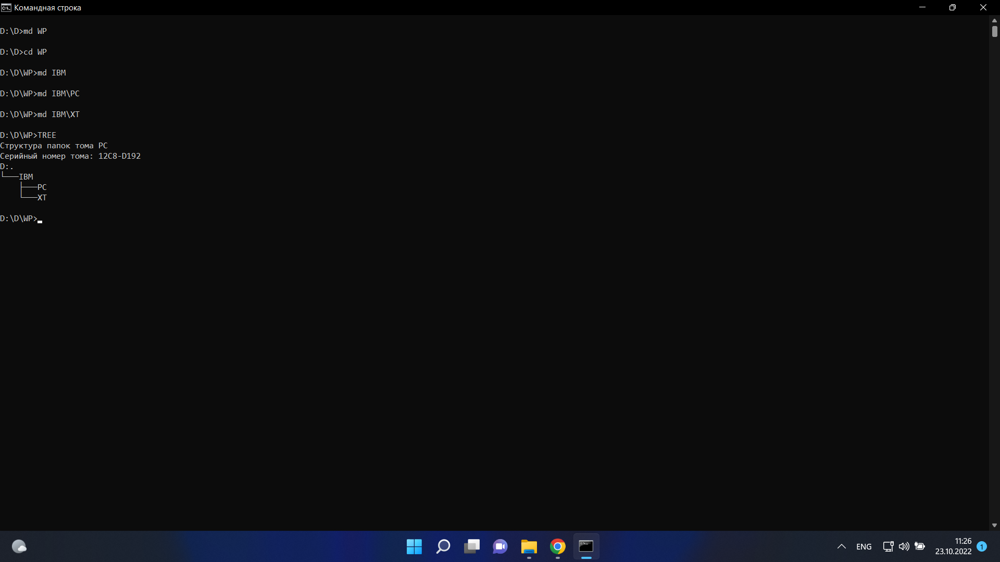 Командная строка
D:\D>md WP
D:\D>cd WP
D:\D\WP>md IBM
D:\D\WP>md IBM\PC
D:\D\WP>md IBM\XT
D:\D\WP>TREE
Структура папок тома PC
Серийный номер тома: 12C8-D192
D:.
└───IBM
    ├───PC
    └───XT
D:\D\WP>
ENG
11:26
23.10.2022
1